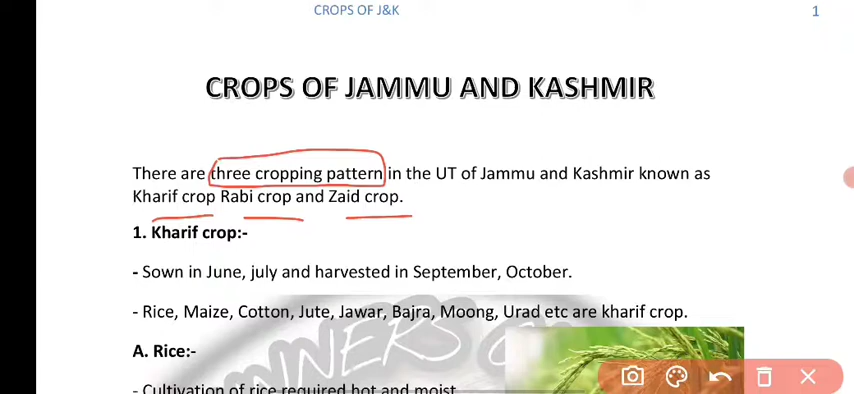 CROPS OF J&K
1
CROPS OF JAMMU AND KASHMIR
There are three cropping pattern in the UT of Jammu and Kashmir known as
Kharif crop Rabi crop and Zaid crop.
1. Kharif crop:-
- Sown in June, july and harvested in September, October.
- Rice, Maize, Cotton, Jute, Jawar, Bajra, Moong, Urad etc are kharif crop.
A. Rice:-
- Cultivation of rice required hot and moist